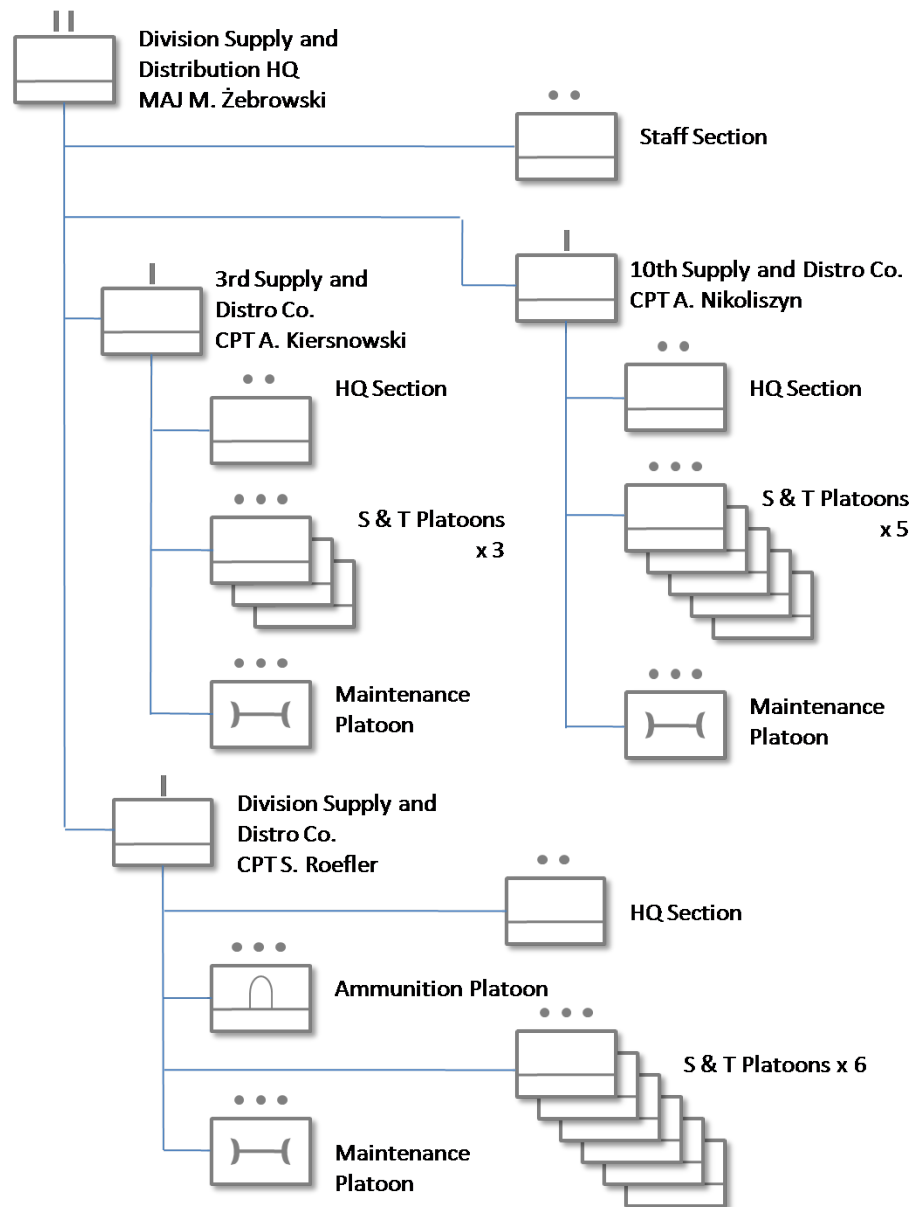 Division Supply and
Distribution HQ
MAJ M. Żebrowski
Staff Section
3rd Supply and
Distro Co.
CPT A. Kiersnowski
10th Supply and Distro Co.
CPT A. Nikoliszyn
HQ Section
HQ Section
S & T Platoons
x 3
S & T Platoons
x 5
Maintenance
Platoon
Maintenance
Platoon
Division Supply and
Distro Co.
CPT S. Roefler
HQ Section
Ammunition Platoon
S & T Platoons x 6
Maintenance
Platoon